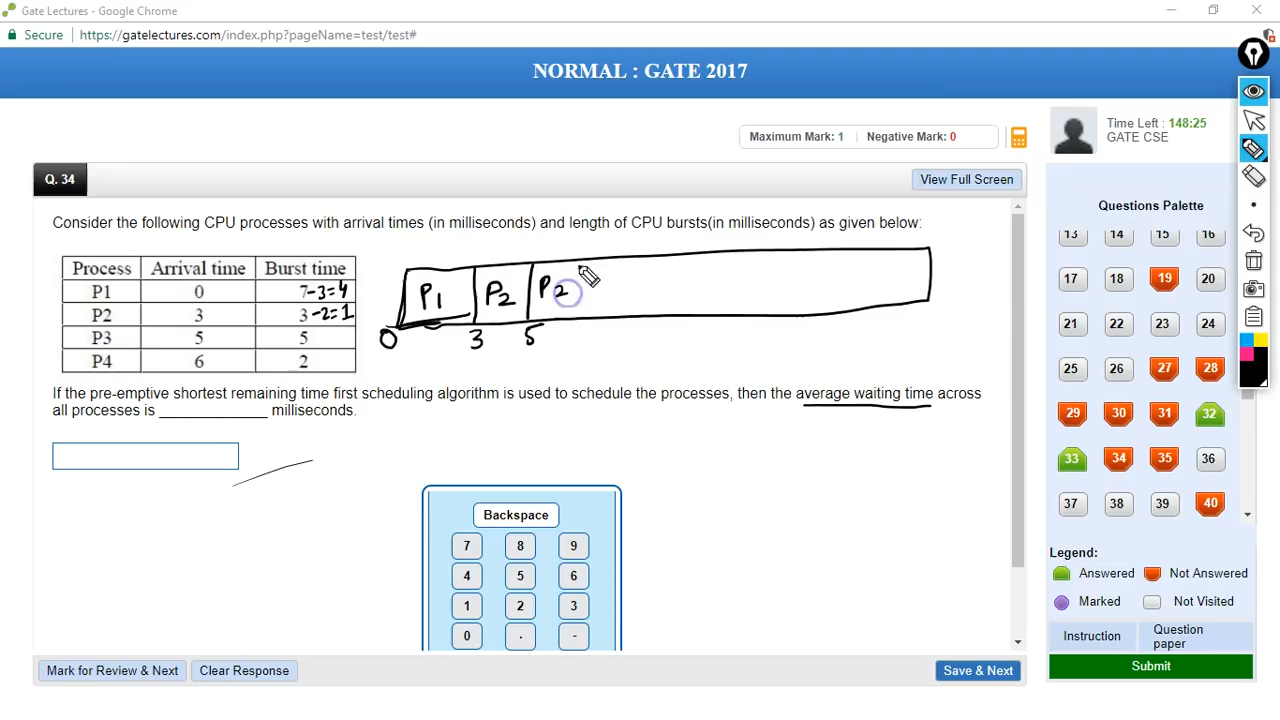 Gate Lectures - Google Chrome
Secure https://gatelectures.com/index.php?pageName=test/test#
NORMAL : GATE 2017
Maximum Mark: 1 | Negative Mark: 0
Time Left : 148:25
GATE CSE
Q. 34
View Full Screen
Consider the following CPU processes with arrival times (in milliseconds) and length of CPU bursts(in milliseconds) as given below:
Process Arrival time Burst time
P1 0 7-3=4
P2 3 3-2=1
P3 5 5
P4 6 2
P1 P2 P2
0 3 5
If the pre-emptive shortest remaining time first scheduling algorithm is used to schedule the processes, then the average waiting time across
all processes is _____________ milliseconds.
Backspace
7 8 9
4 5 6
1 2 3
0 . -
Mark for Review & Next Clear Response Save & Next
Questions Palette
13 14 15 16
17 18 19 20
21 22 23 24
25 26 27 28
29 30 31 32
33 34 35 36
37 38 39 40
Legend:
Answered Not Answered
Marked Not Visited
Instruction Question
paper
Submit